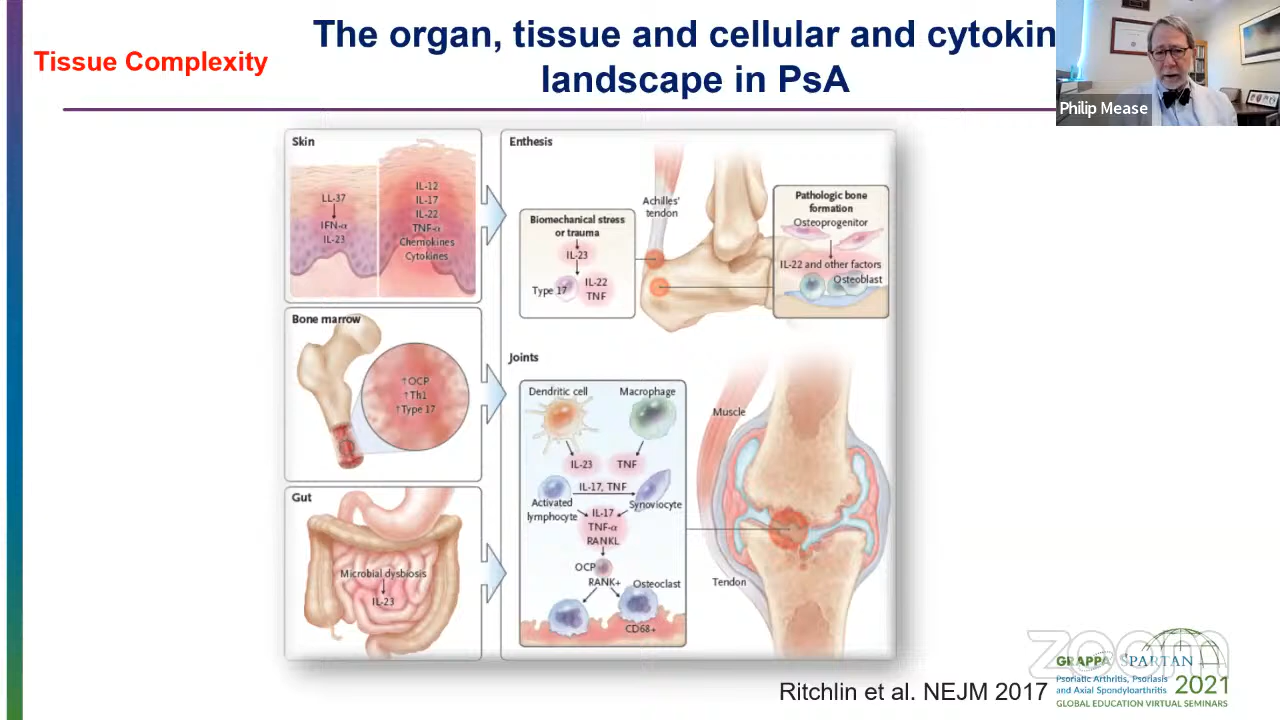 Tissue Complexity
The organ, tissue and cellular and cytokin
landscape in PsA
Philip Mease
Skin
LL-37
IFN-α
IL-23
IL-12
IL-17
IL-22
TNF-α
Chemokines
Cytokines
Bone marrow
↑OCP
↑Th1
↑Type 17
Gut
Microbial dysbiosis
IL-23
Enthesis
Biomechanical stress
or trauma
IL-23
Type 17
IL-22
TNF
Achilles'
tendon
Pathologic bone
formation
Osteoprogenitor
IL-22 and other factors
Osteoblast
Joints
Dendritic cell
Macrophage
IL-23
TNF
IL-17, TNF
Activated
lymphocyte
Synoviocyte
IL-17
TNF-α
RANKL
OCP
RANK+
Osteoclast
CD68+
Muscle
Tendon
Ritchlin et al. NEJM 2017
zoom
GRAPPA SPARTAN
Psoriatic Arthritis, Psoriasis
and Axial Spondyloarthritis
2021
GLOBAL EDUCATION VIRTUAL SEMINARS